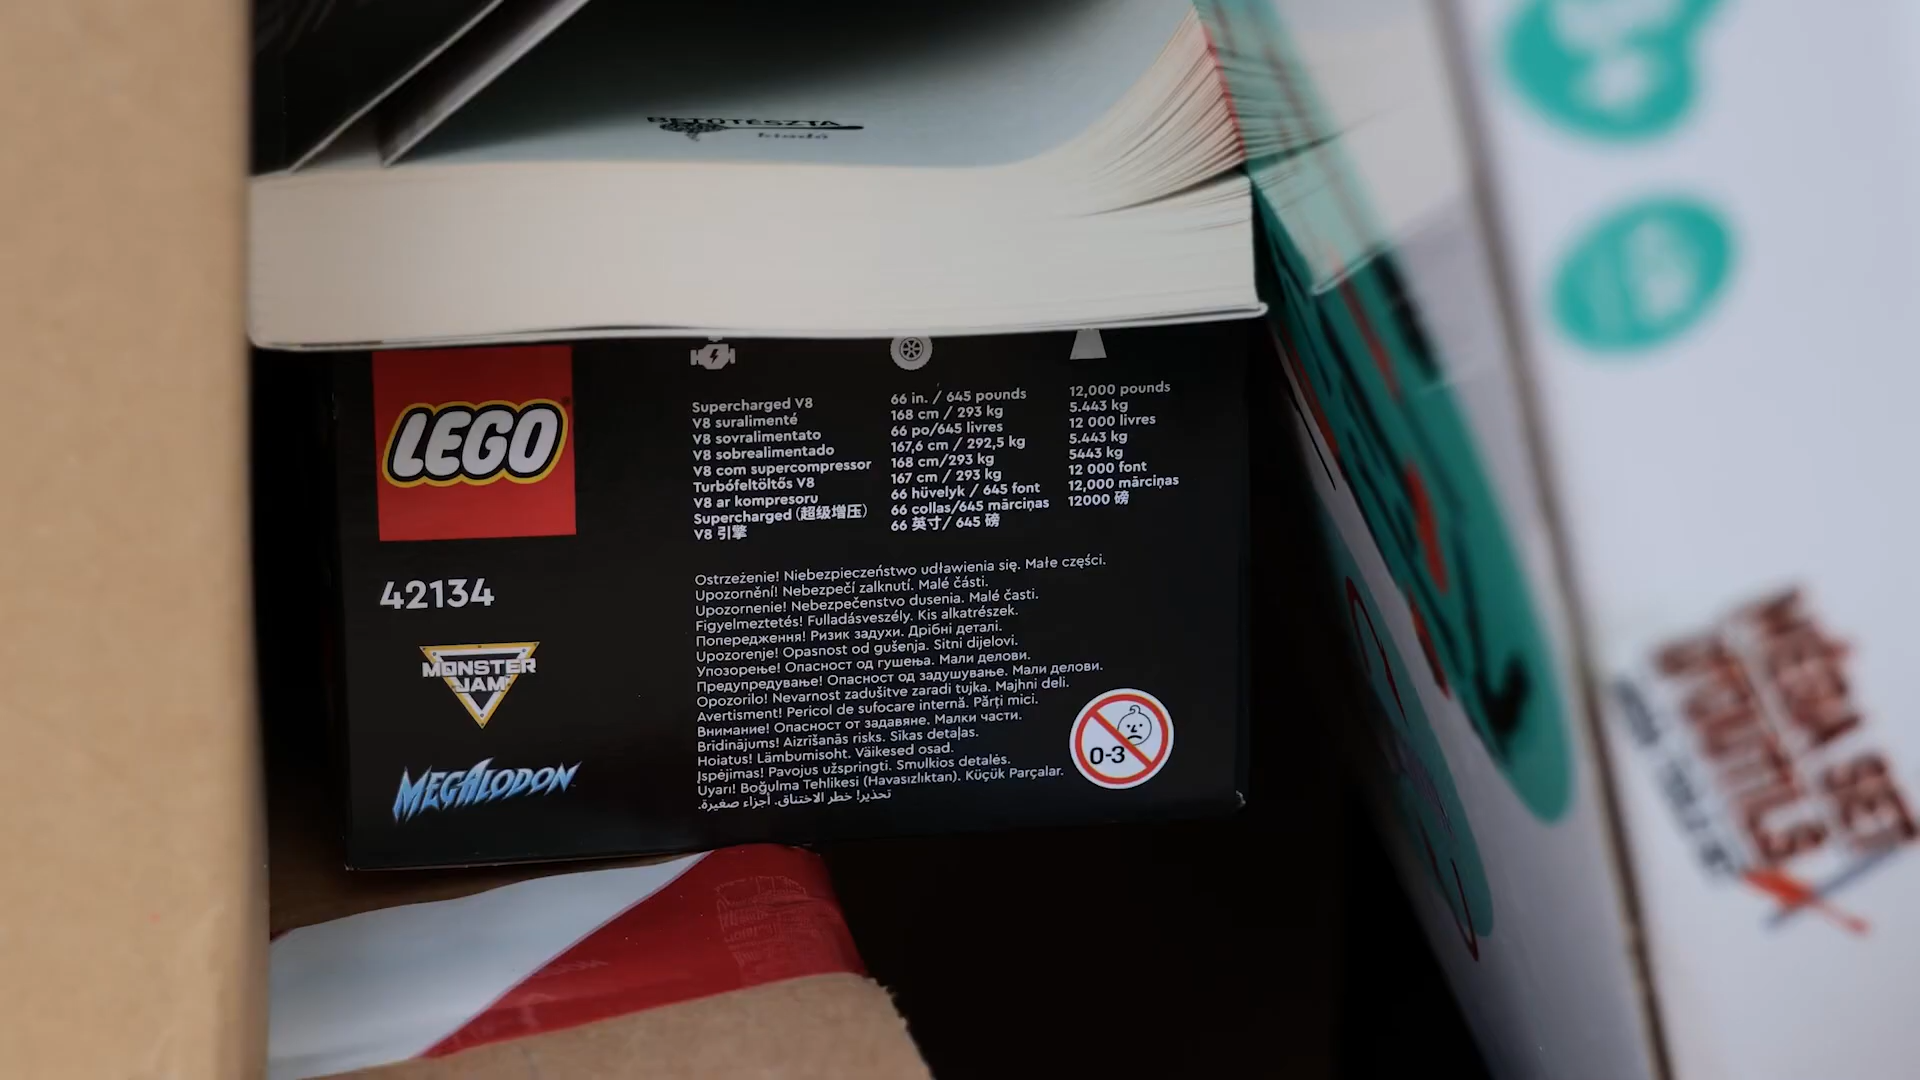 BETŰTÉSZTA
kiadó
LEGO
42134
MONSTER
JAM
MEGALODON
Supercharged V8
V8 suralimenté
V8 sovralimentato
V8 sobrealimentado
V8 com supercompressor
Turbófeltöltős V8
V8 ar kompresoru
Supercharged (超级增压)
V8 引擎
66 in. / 645 pounds
168 cm / 293 kg
66 po/645 livres
167,6 cm / 292,5 kg
168 cm/293 kg
167 cm / 293 kg
66 hüvelyk / 645 font
66 collas/645 mārciņas
66 英寸/ 645 磅
12,000 pounds
5.443 kg
12 000 livres
5.443 kg
5443 kg
12 000 font
12,000 mārciņas
12000 磅
Ostrzeżenie! Niebezpieczeństwo udławienia się. Małe części.
Upozornění! Nebezpečí zalknutí. Malé části.
Upozornenie! Nebezpečenstvo dusenia. Malé časti.
Figyelmeztetés! Fulladásveszély. Kis alkatrészek.
Попередження! Ризик задухи. Дрібні деталі.
Upozorenje! Opasnost od gušenja. Sitni dijelovi.
Упозорење! Опасност од гушења. Мали делови.
Предупредување! Опасност од задушување. Мали делови.
Opozorilo! Nevarnost zadušitve zaradi tujka. Majhni deli.
Avertisment! Pericol de sufocare internă. Părți mici.
Внимание! Опасност от задавяне. Малки части.
Brīdinājums! Aizrīšanās risks. Sīkas detaļas.
Hoiatus! Lämbumisoht. Väikesed osad.
Įspėjimas! Pavojus užspringti. Smulkios detalės.
Uyarı! Boğulma Tehlikesi (Havasızlıktan). Küçük Parçalar.
تحذير! خطر الاختناق. أجزاء صغيرة.
0-3
MEGA SET